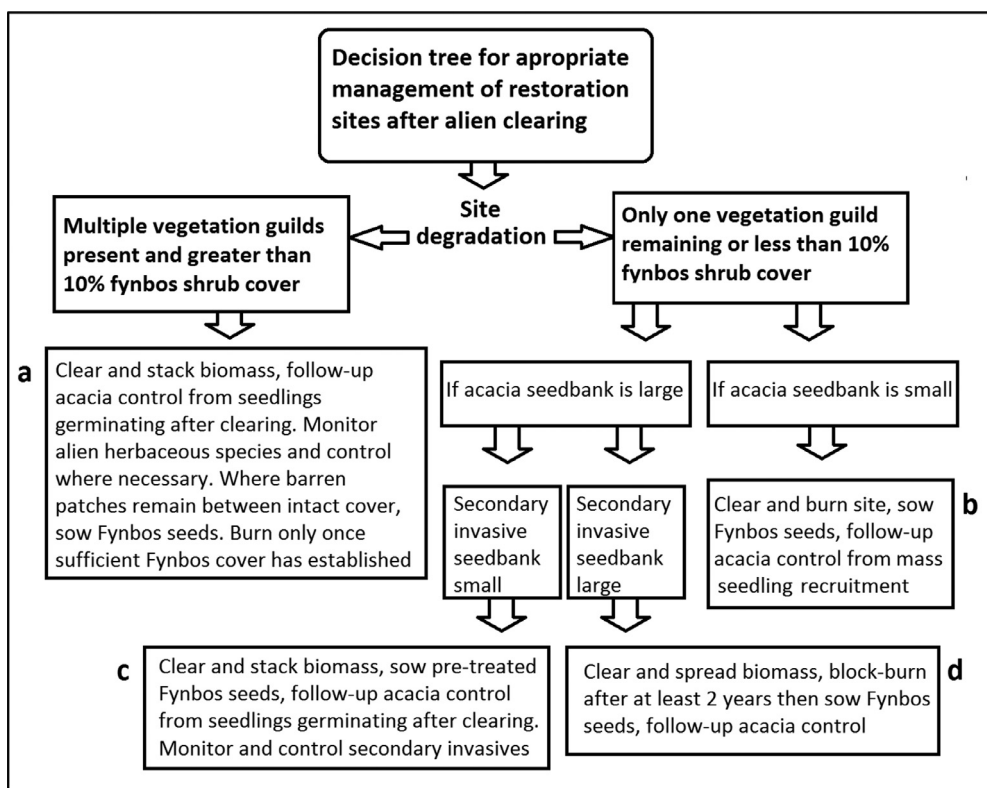 Decision tree for apropriate
management of restoration
sites after alien clearing
Site
degradation
Multiple vegetation guilds
present and greater than
10% fynbos shrub cover
Only one vegetation guild
remaining or less than 10%
fynbos shrub cover
a
Clear and stack biomass, follow-up
acacia control from seedlings
germinating after clearing. Monitor
alien herbaceous species and control
where necessary. Where barren
patches remain between intact cover,
sow Fynbos seeds. Burn only once
sufficient Fynbos cover has established
If acacia seedbank is large
If acacia seedbank is small
Secondary
invasive
seedbank
small
Secondary
invasive
seedbank
large
b
Clear and burn site, sow
Fynbos seeds, follow-up
acacia control from mass
seedling recruitment
c
Clear and stack biomass, sow pre-treated
Fynbos seeds, follow-up acacia control
from seedlings germinating after clearing.
Monitor and control secondary invasives
d
Clear and spread biomass, block-burn
after at least 2 years then sow Fynbos
seeds, follow-up acacia control